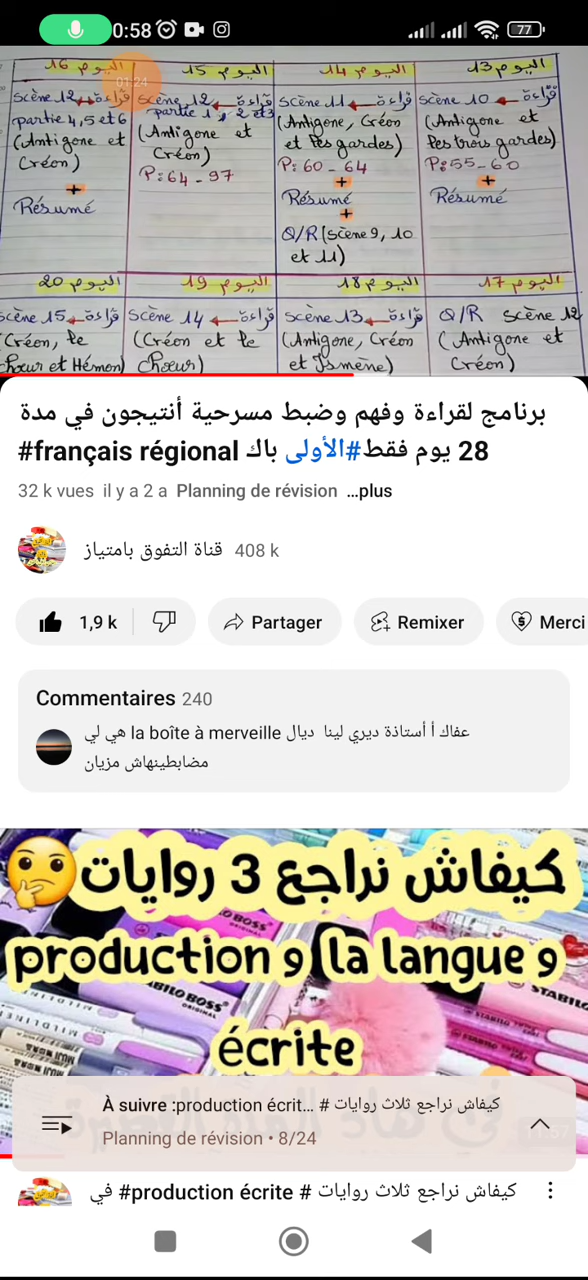 0:58
77
اليوم 16
اليوم 15
اليوم 14
اليوم 13
01:24
scène 12 ← قراءة
partie 4, 5 et 6
(Antigone et
Créon)
+
Résumé
scène 12 ← قراءة
partie 1, 2 et 3
(Antigone et
Créon)
P: 64 - 97
scène 11 ← قراءة
(Antigone, Créon
et les gardes)
P: 60 - 64
+
Résumé
+
Q/R (scène 9, 10
et 11)
scène 10 ← قراءة
(Antigone et
les trois gardes)
P: 55 - 60
+
Résumé
اليوم 20
اليوم 19
اليوم 18
اليوم 17
scène 15 ← قراءة
(Créon, le
chœur et Hémon)
scène 14 ← قراءة
(Créon et le
chœur)
scène 13 ← قراءة
(Antigone, Créon
et Ismène)
Q/R scène 12
(Antigone et
Créon)
برنامج لقراءة وفهم وضبط مسرحية أنتيجون في مدة
28 يوم فقط#الأولى باك français régional#
32 k vues il y a 2 a Planning de révision ...plus
قناة التفوق بامتياز 408 k
1,9 k
Partager
Remixer
Merci
Commentaires 240
عفاك أ أستاذة ديري لينا ديال la boîte à merveille هي لي
مضابطينهاش مزيان
كيفاش نراجع 3 روايات
و la langue و production
écrite
À suivre :production écrit... # كيفاش نراجع ثلاث روايات
Planning de révision • 8/24
كيفاش نراجع ثلاث روايات # production écrite# في